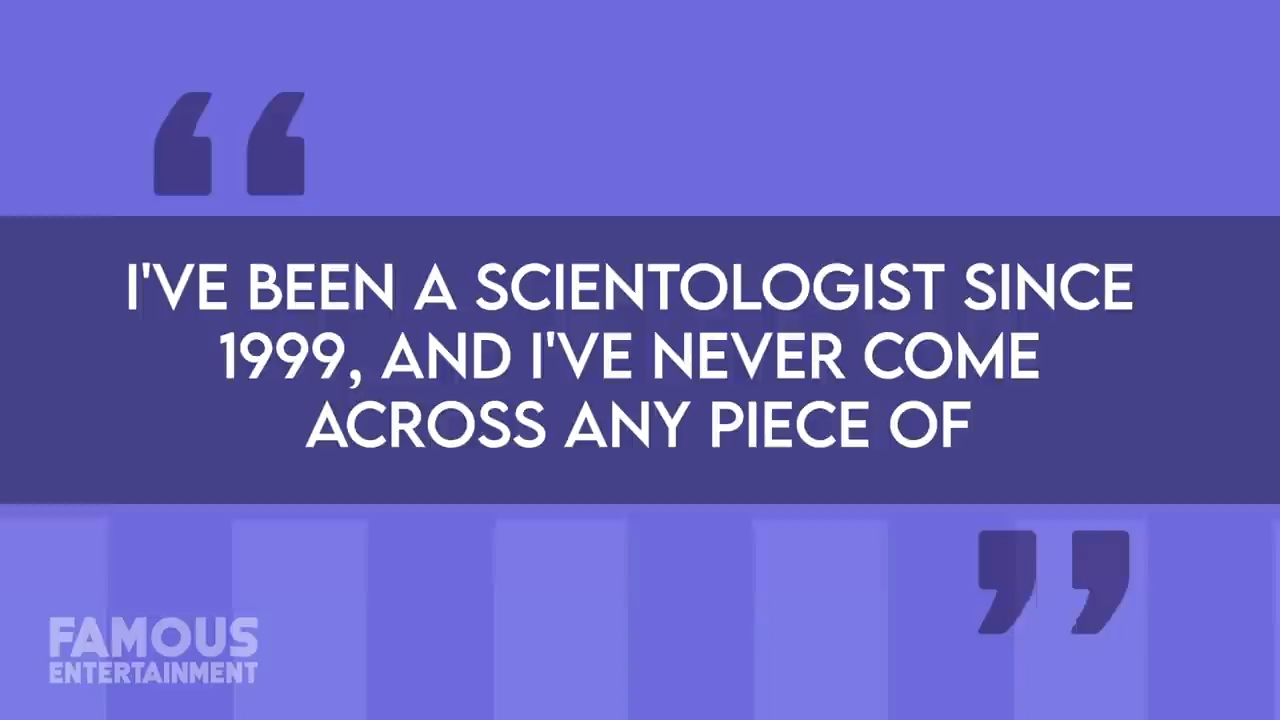 I'VE BEEN A SCIENTOLOGIST SINCE
1999, AND I'VE NEVER COME
ACROSS ANY PIECE OF
FAMOUS
ENTERTAINMENT